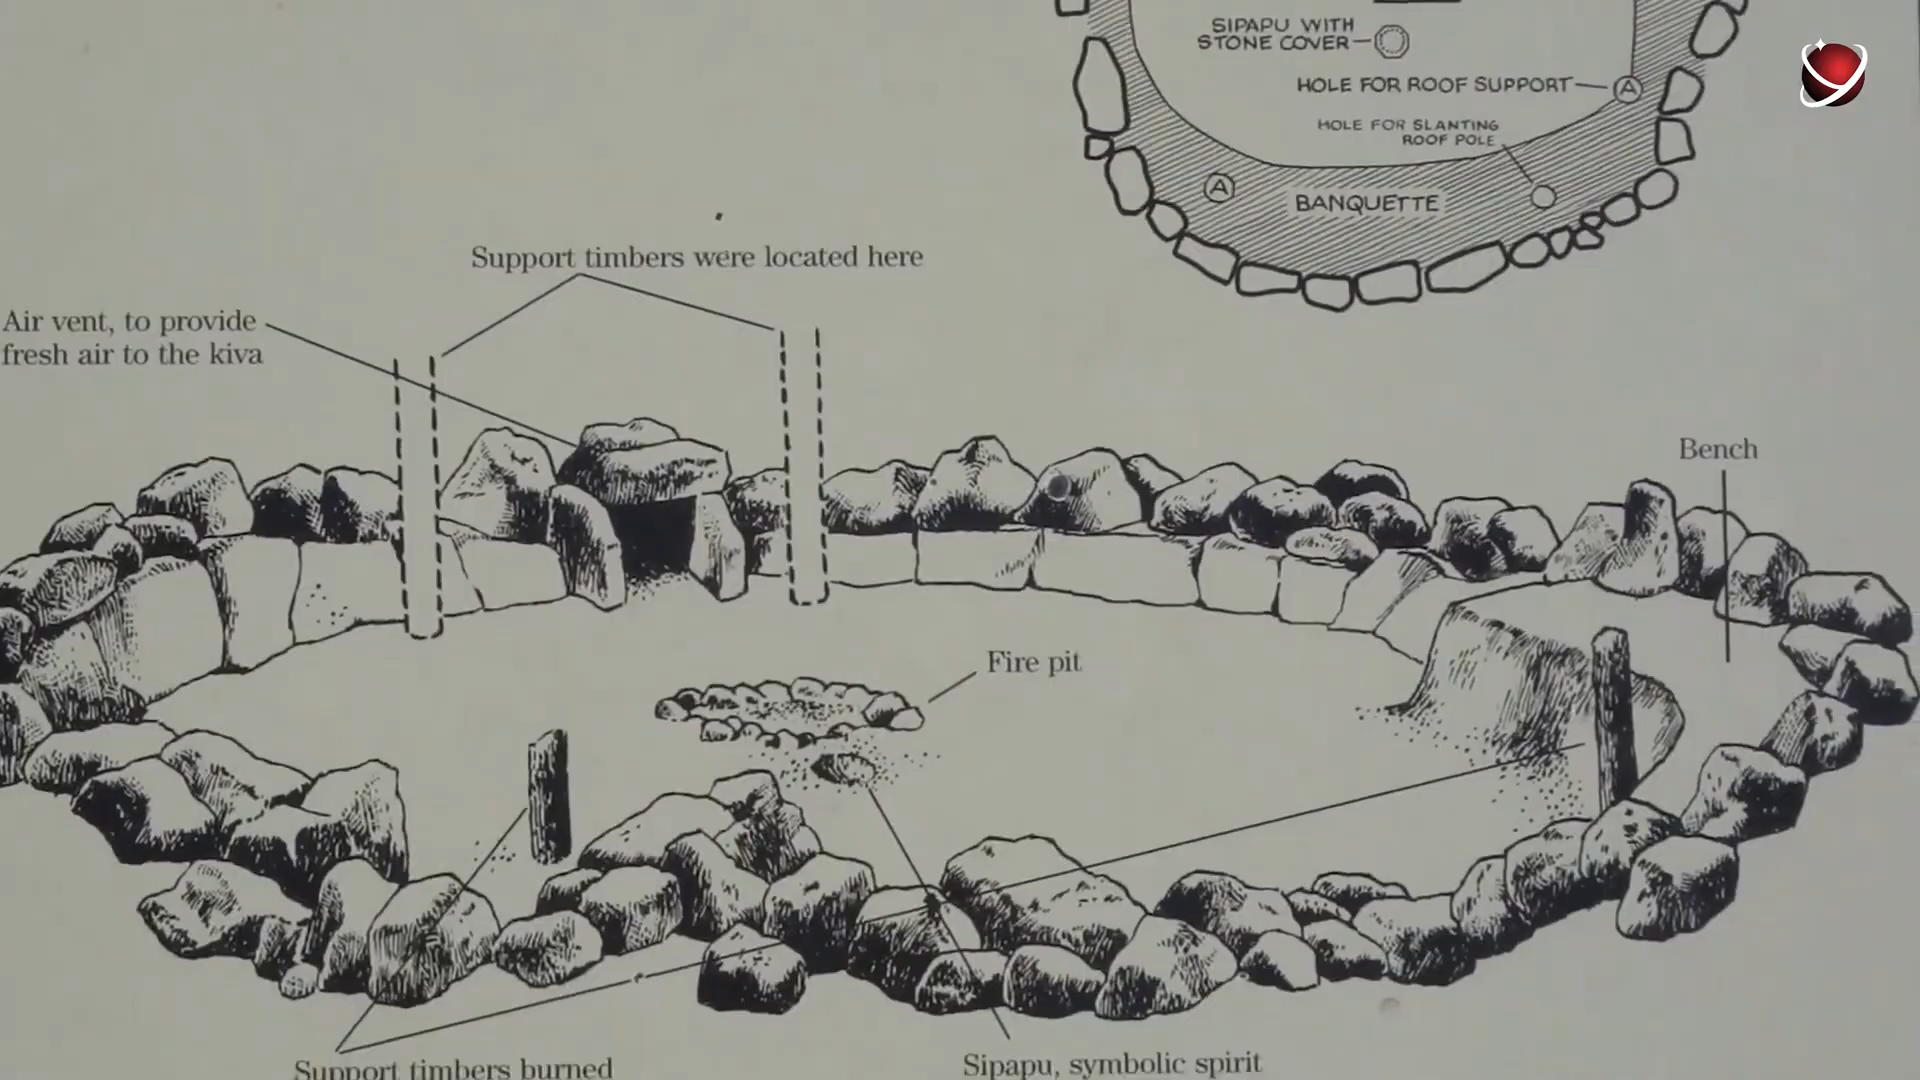 SIPAPU WITH
STONE COVER
HOLE FOR ROOF SUPPORT
A
HOLE FOR SLANTING
ROOF POLE
A
BANQUETTE
Support timbers were located here
Air vent, to provide
fresh air to the kiva
Bench
Fire pit
Support timbers burned
Sipapu, symbolic spirit